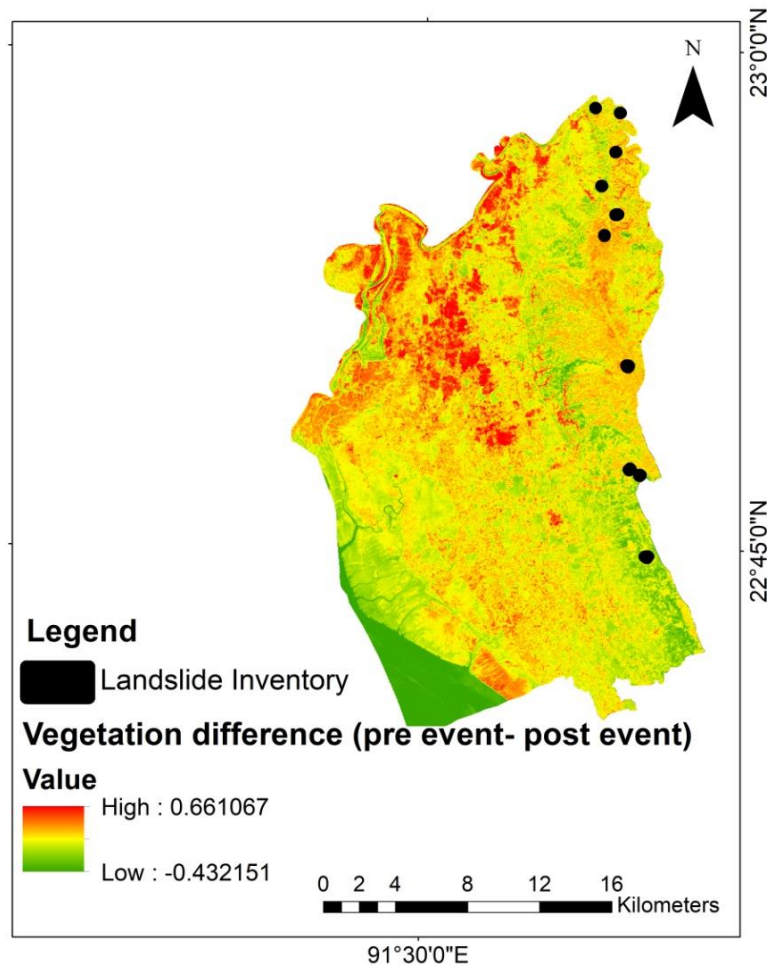 N
23°0'0"N
22°45'0"N
Legend
Landslide Inventory
Vegetation difference (pre event- post event)
Value
High : 0.661067
Low : -0.432151
0 2 4 8 12 16
Kilometers
91°30'0"E